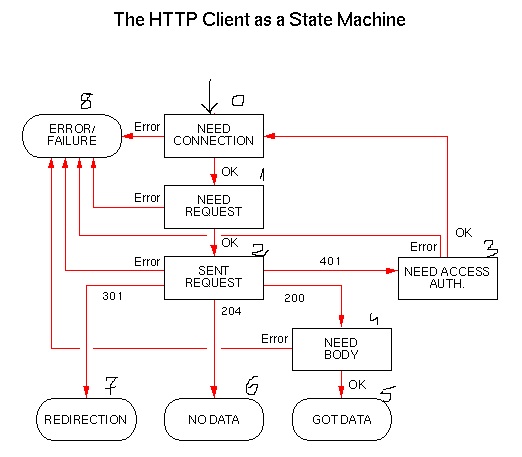 The HTTP Client as a State Machine
8
0
ERROR/
FAILURE
Error
NEED
CONNECTION
OK
1
Error
NEED
REQUEST
OK
2
OK
Error
3
Error
SENT
REQUEST
401
NEED ACCESS
AUTH.
301
204
200
4
Error
NEED
BODY
OK
7
6
5
REDIRECTION
NO DATA
GOT DATA